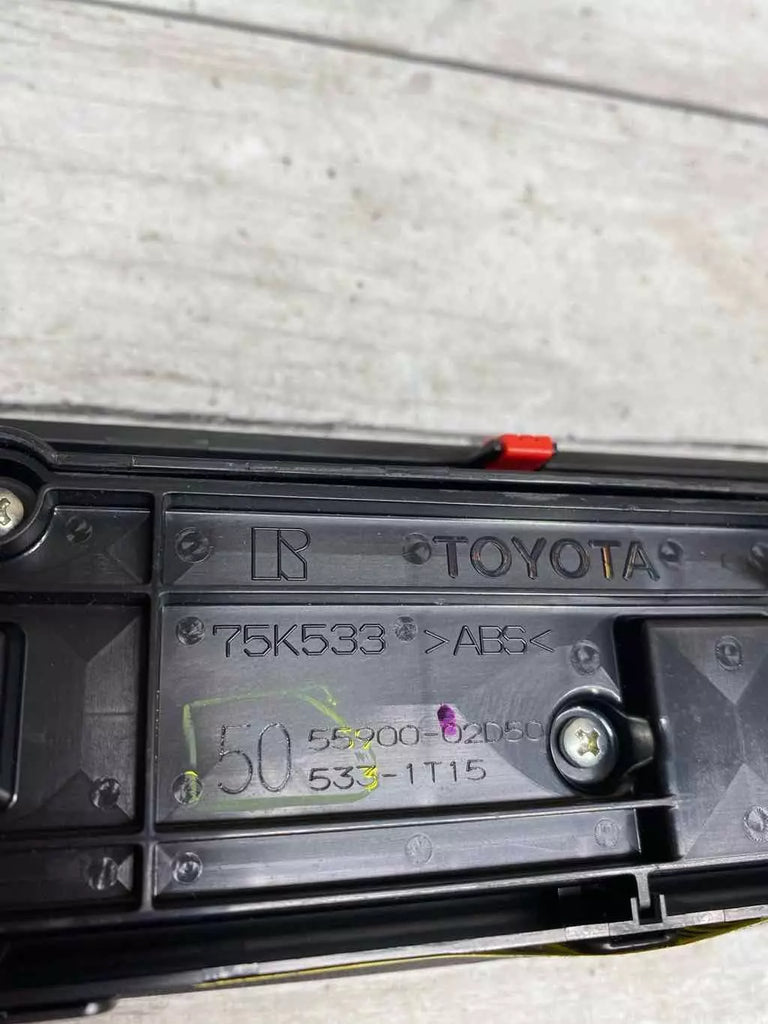 R TOYOTA
75K533 >ABS<
50 55900-02D50
533-1T15